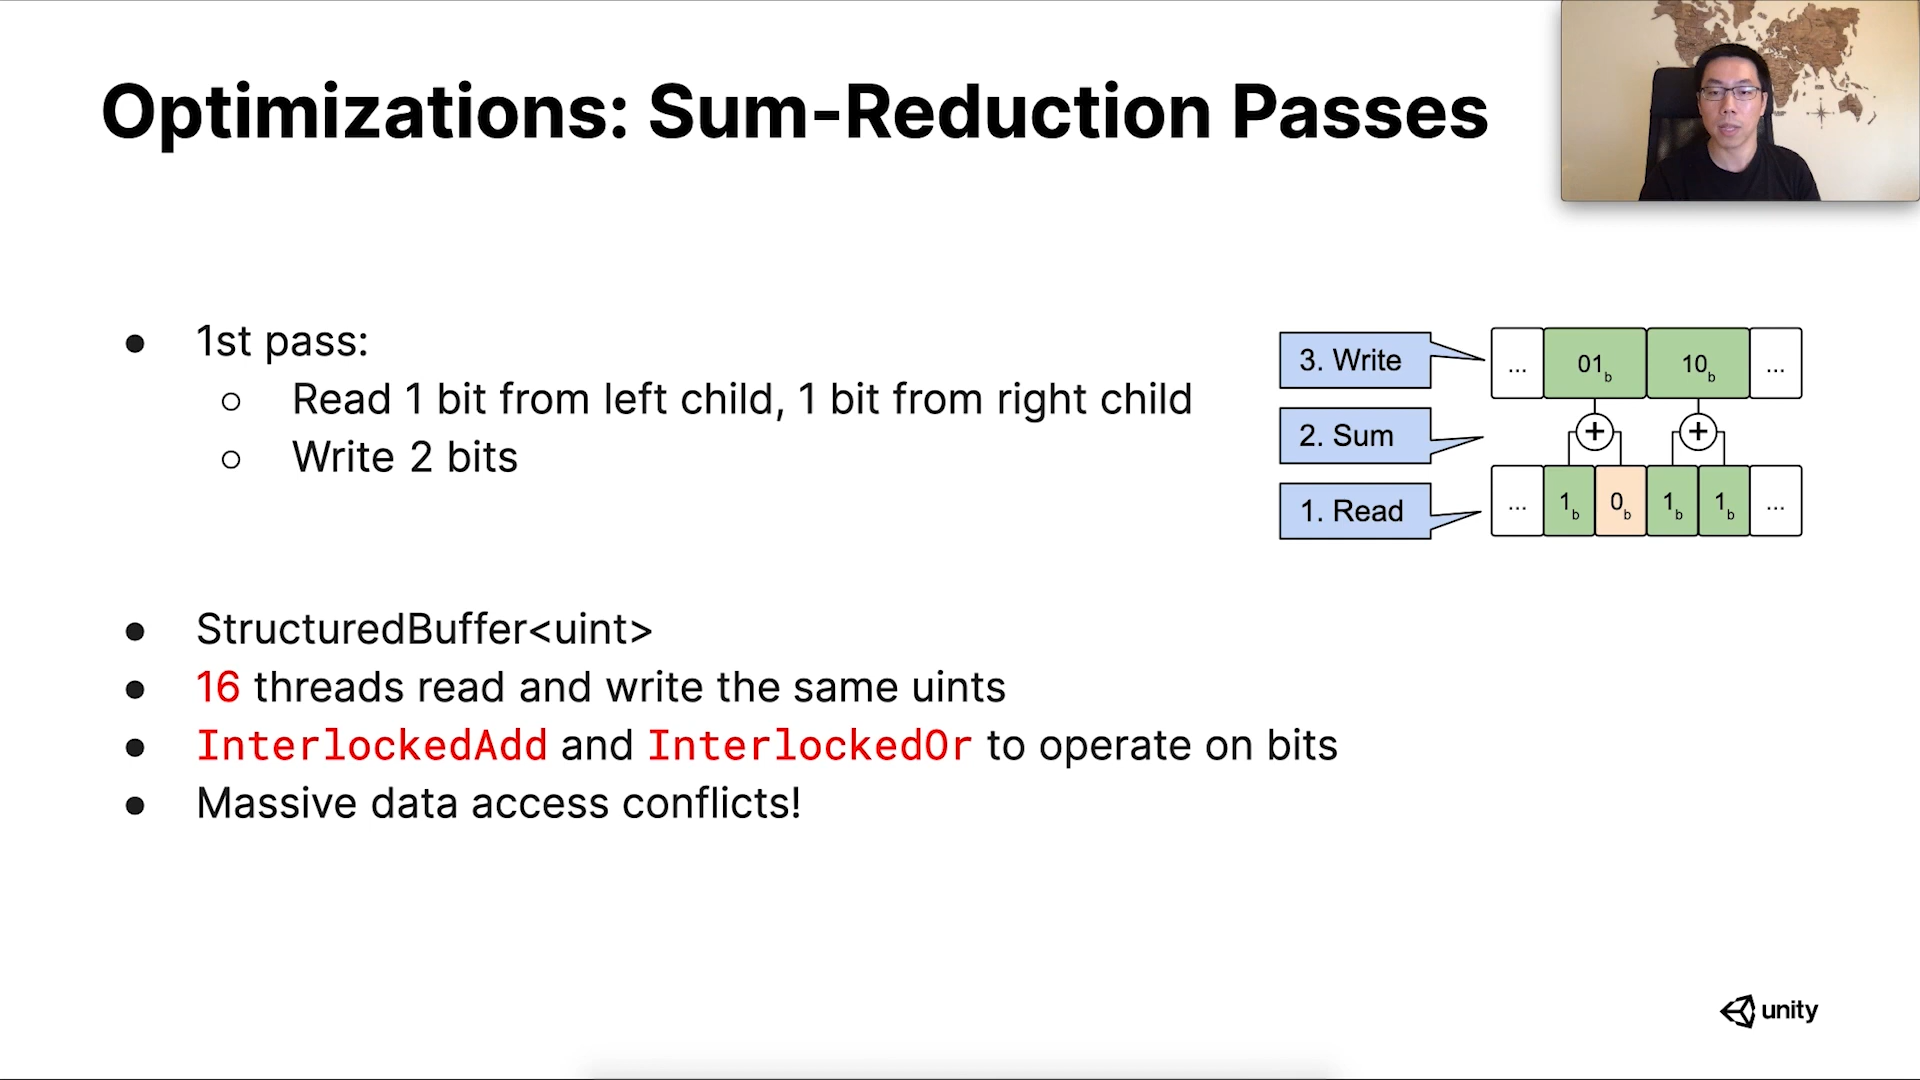 Optimizations: Sum-Reduction Passes
● 1st pass:
○ Read 1 bit from left child, 1 bit from right child
○ Write 2 bits
3. Write
... 01b 10b ...
2. Sum
+ +
1. Read
... 1b 0b 1b 1b ...
● StructuredBuffer<uint>
● 16 threads read and write the same uints
● InterlockedAdd and InterlockedOr to operate on bits
● Massive data access conflicts!
unity